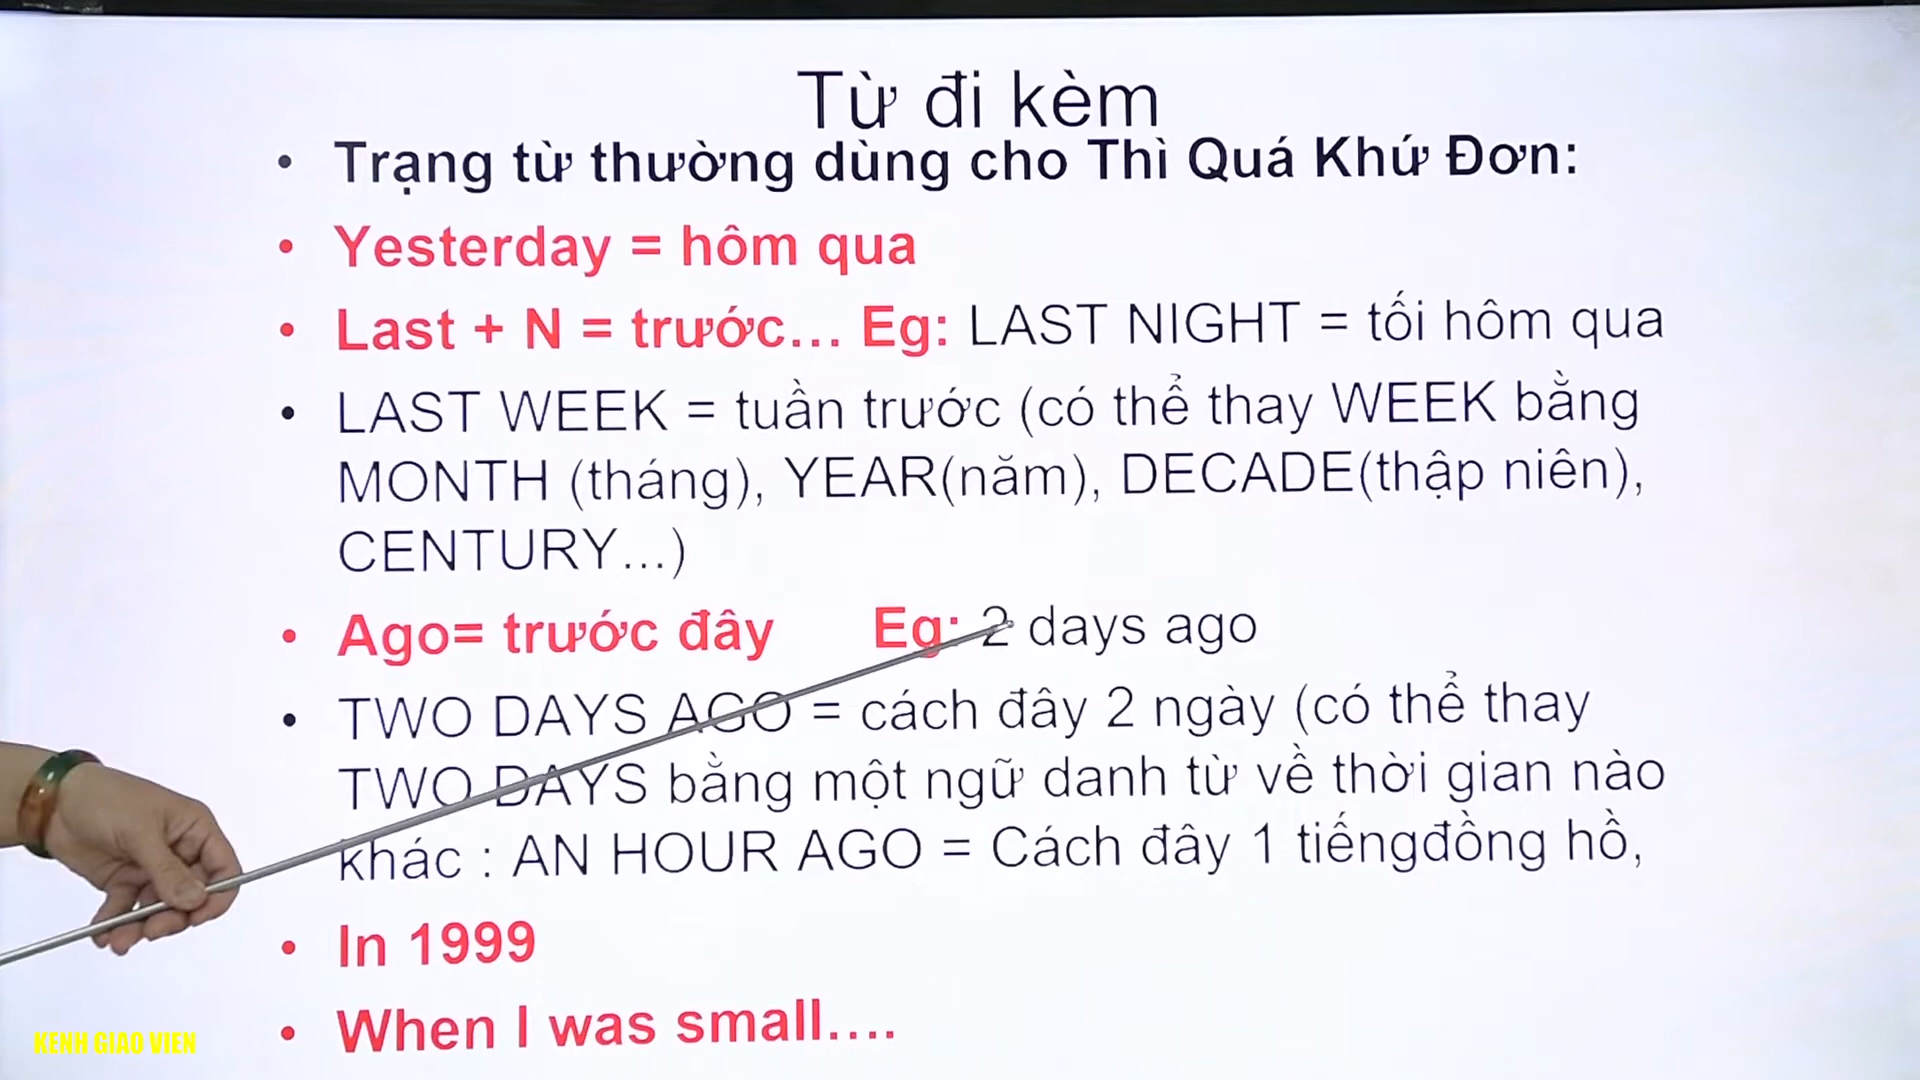 Từ đi kèm
• Trạng từ thường dùng cho Thì Quá Khứ Đơn:
• Yesterday = hôm qua
• Last + N = trước... Eg: LAST NIGHT = tối hôm qua
• LAST WEEK = tuần trước (có thể thay WEEK bằng
MONTH (tháng), YEAR(năm), DECADE(thập niên),
CENTURY...)
• Ago= trước đây Eg: 2 days ago
• TWO DAYS AGO = cách đây 2 ngày (có thể thay
TWO DAYS bằng một ngữ danh từ về thời gian nào
khác : AN HOUR AGO = Cách đây 1 tiếngđồng hồ,
• In 1999
• When I was small....
KENH GIAO VIEN